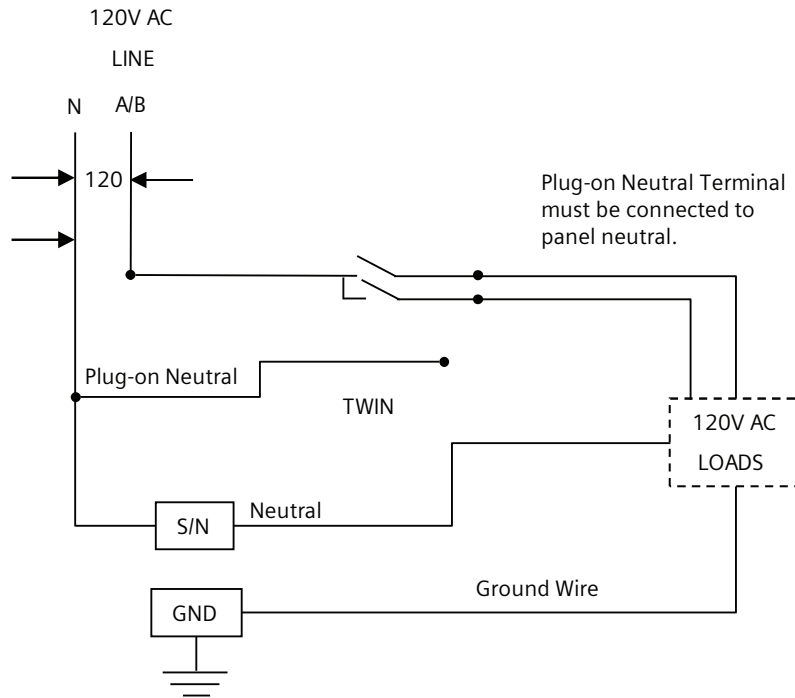 120V AC
LINE
N
A/B
120
Plug-on Neutral Terminal
must be connected to
panel neutral.
Plug-on Neutral
TWIN
120V AC
LOADS
S/N
Neutral
Ground Wire
GND